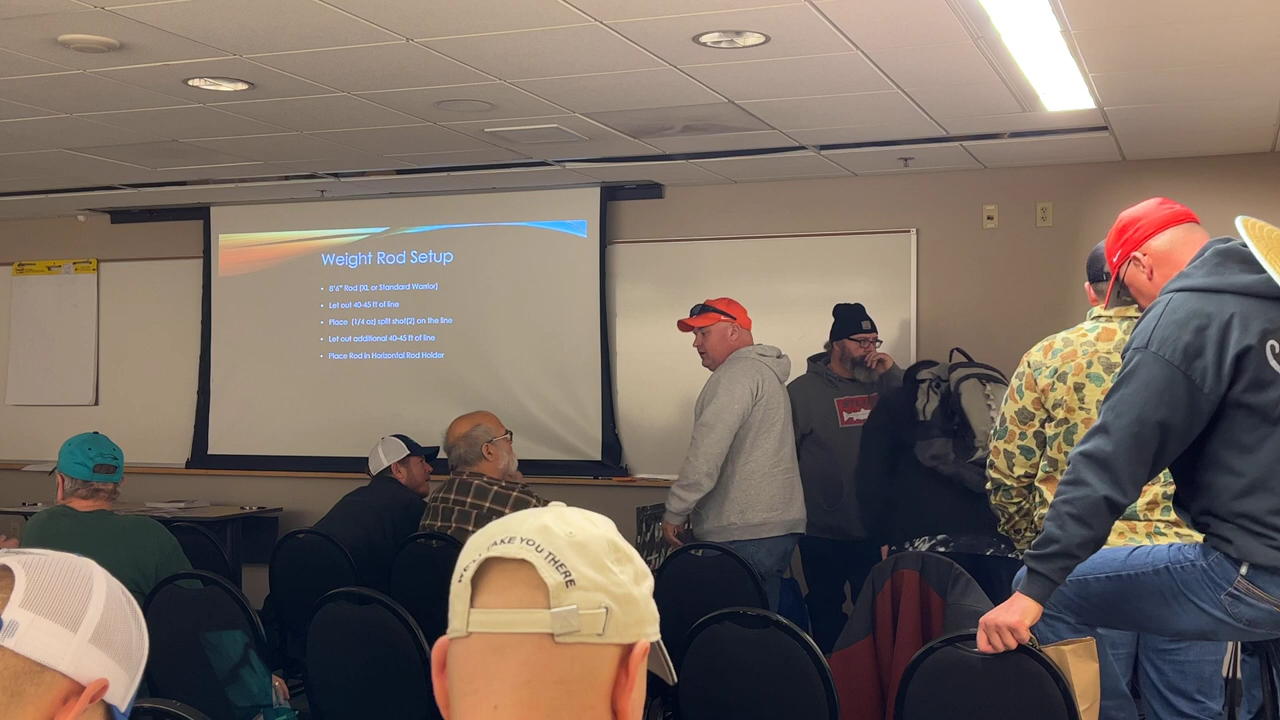 Weight Rod Setup
• 8'6" Rod (XL or Standard Warrior)
• Let out 40-45 ft of line
• Place (1/4 oz) split shot(2) on the line
• Let out additional 40-45 ft of line
• Place Rod in Horizontal Rod Holder
TAKE YOU THERE